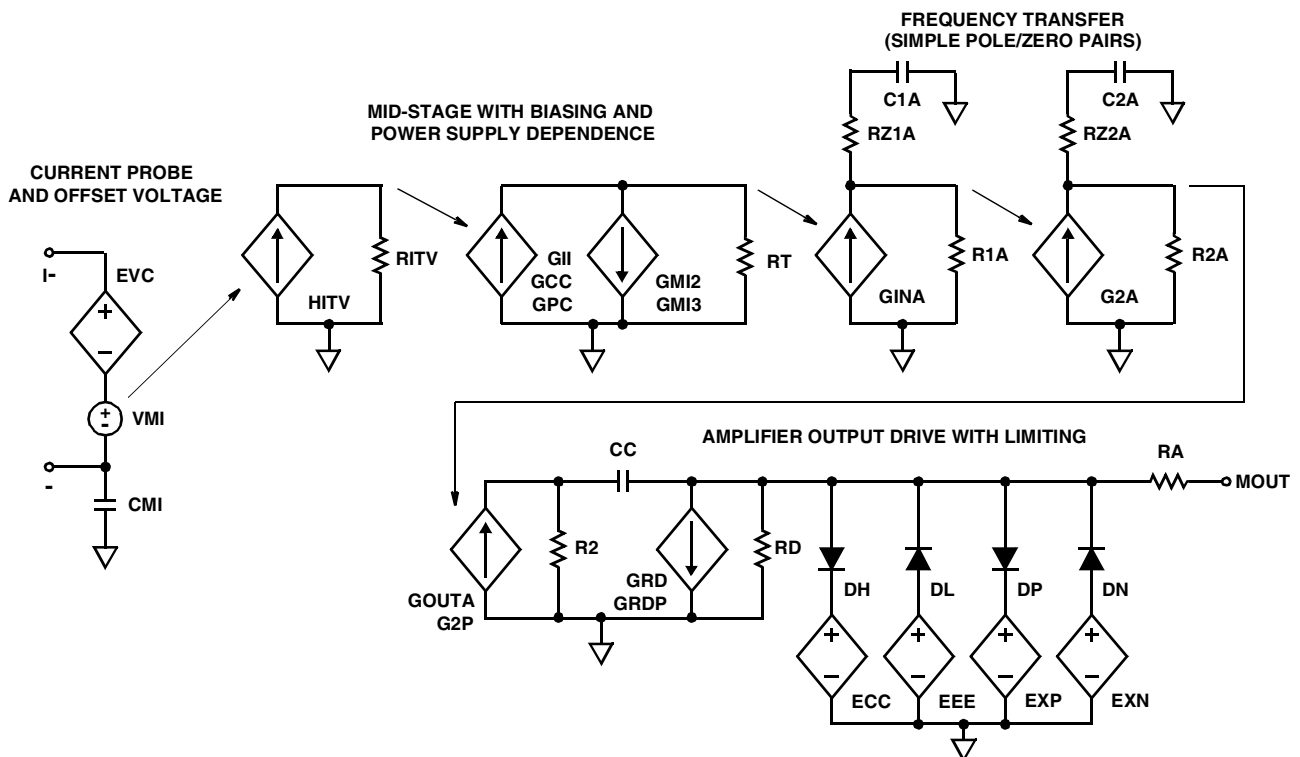 FREQUENCY TRANSFER
(SIMPLE POLE/ZERO PAIRS)
C1A
C2A
MID-STAGE WITH BIASING AND
POWER SUPPLY DEPENDENCE
RZ1A
RZ2A
CURRENT PROBE
AND OFFSET VOLTAGE
I-
EVC
+
−
HITV
RITV
GII
GCC
GPC
GMI2
GMI3
RT
GINA
R1A
G2A
R2A
+
-
VMI
-
CMI
AMPLIFIER OUTPUT DRIVE WITH LIMITING
CC
RA
MOUT
GOUTA
G2P
R2
GRD
GRDP
RD
DH
DL
DP
DN
+
−
+
−
+
−
+
−
ECC
EEE
EXP
EXN